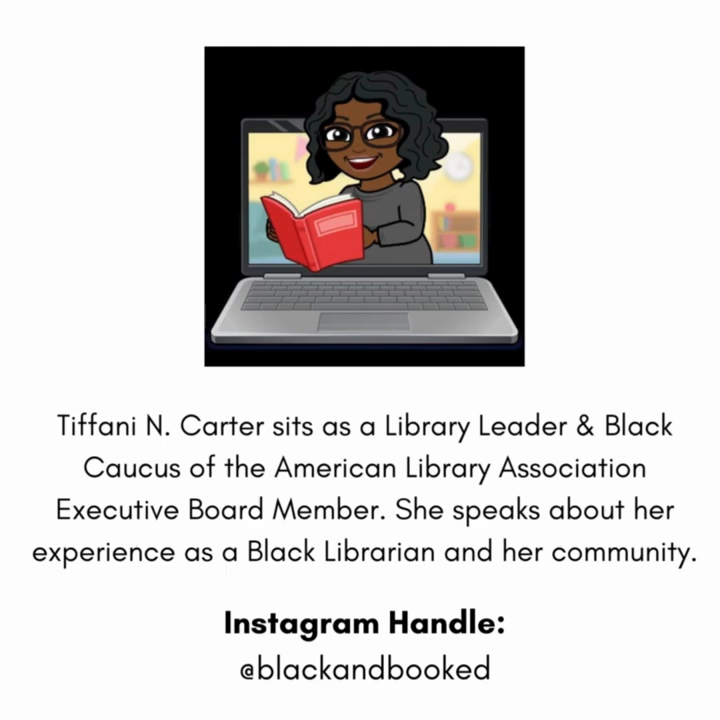 Tiffani N. Carter sits as a Library Leader & Black
Caucus of the American Library Association
Executive Board Member. She speaks about her
experience as a Black Librarian and her community.
Instagram Handle:
@blackandbooked